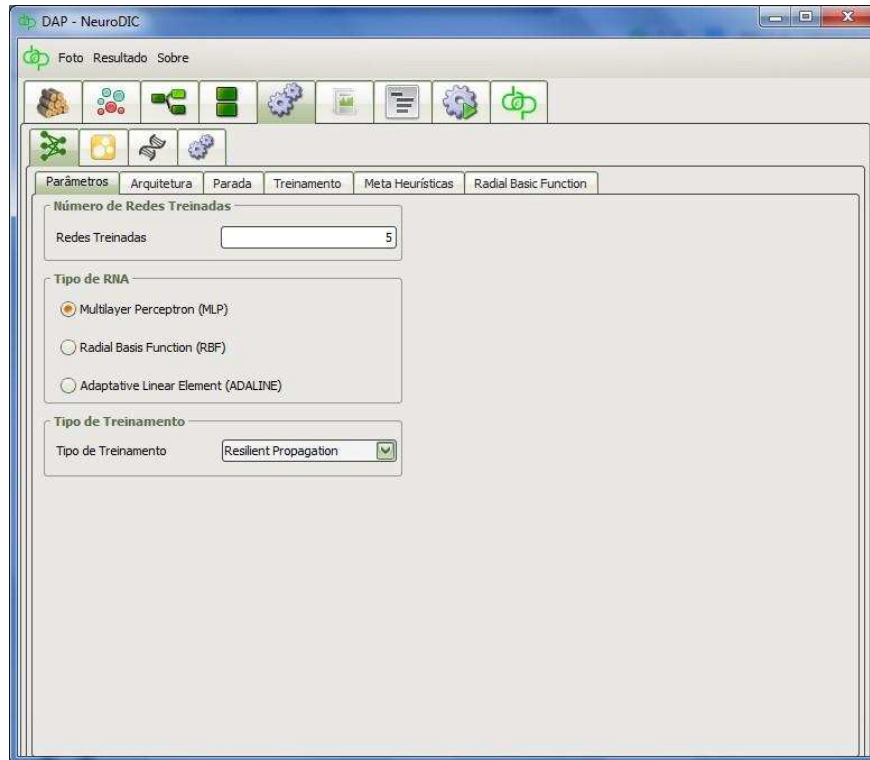 DAP - NeuroDIC
Foto Resultado Sobre
dap
Parâmetros Arquitetura Parada Treinamento Meta Heurísticas Radial Basic Function
Número de Redes Treinadas
Redes Treinadas 5
Tipo de RNA
Multilayer Perceptron (MLP)
Radial Basis Function (RBF)
Adaptative Linear Element (ADALINE)
Tipo de Treinamento
Tipo de Treinamento Resilient Propagation